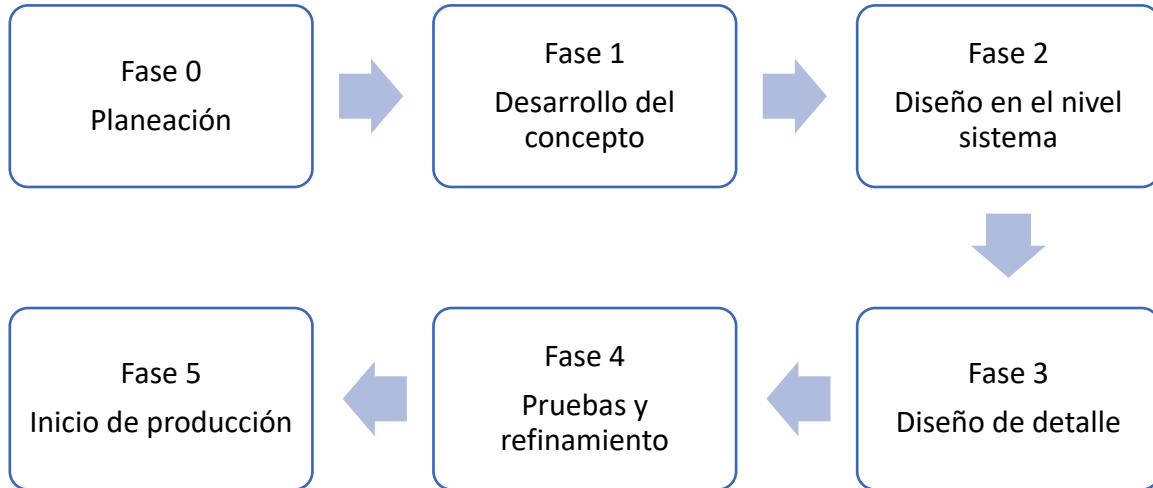 Fase 0
Planeación
Fase 1
Desarrollo del
concepto
Fase 2
Diseño en el nivel
sistema
Fase 3
Diseño de detalle
Fase 4
Pruebas y
refinamiento
Fase 5
Inicio de producción